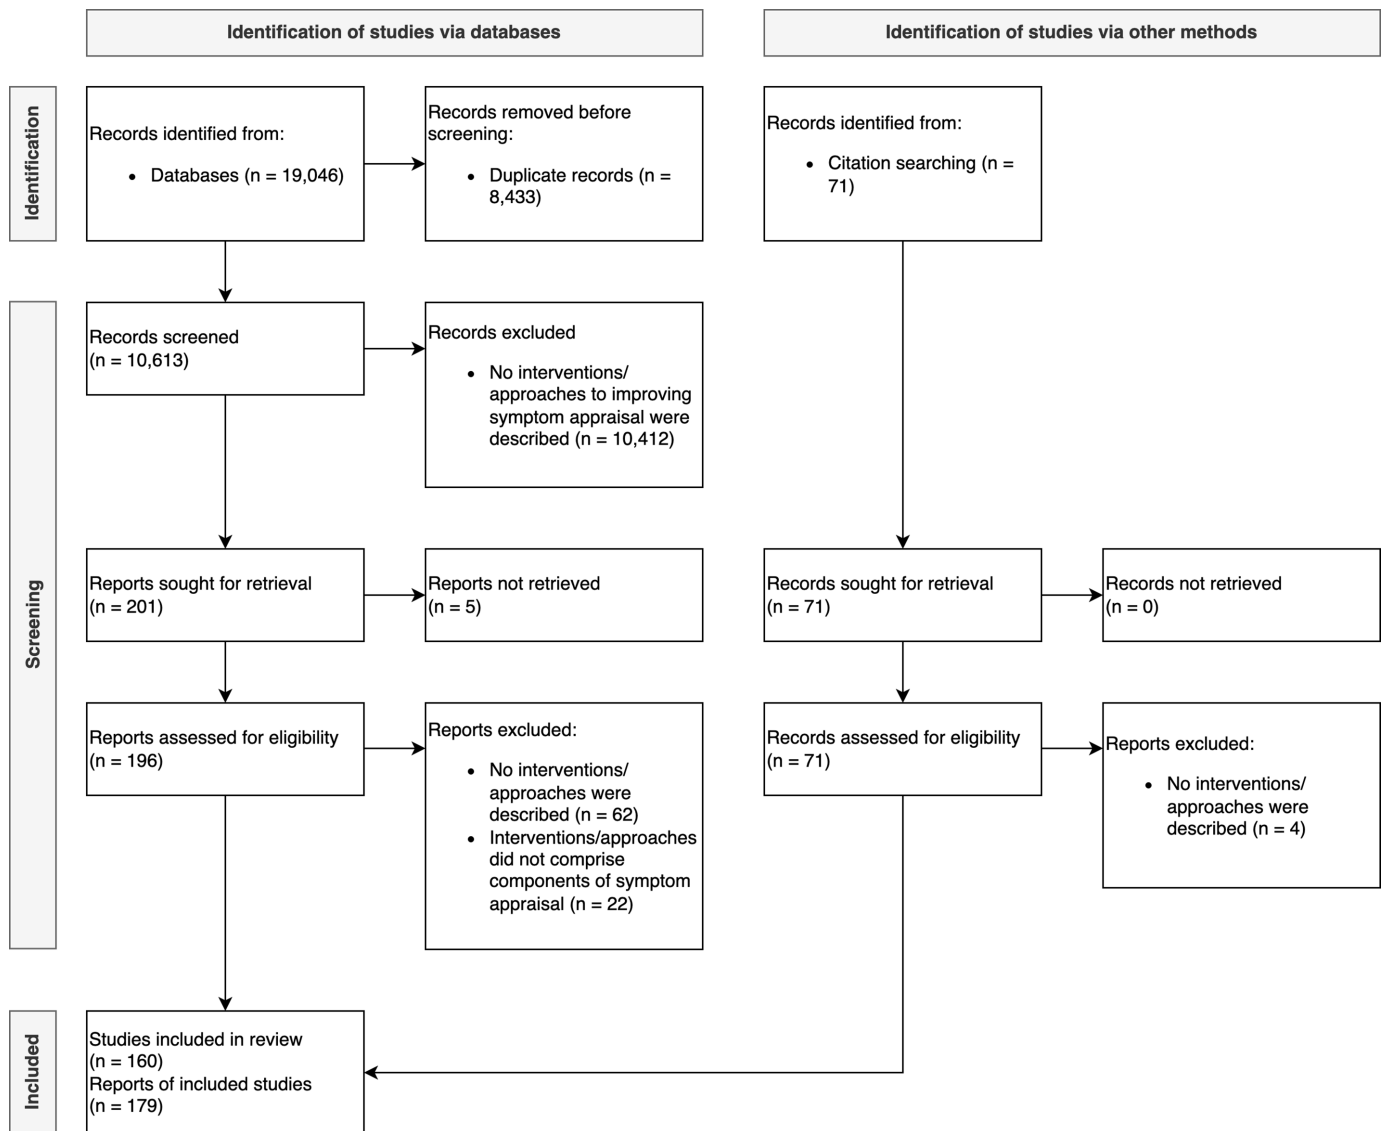 Identification of studies via databases
Identification of studies via other methods
Identification
Records identified from:
• Databases (n = 19,046)
Records removed before
screening:
• Duplicate records (n =
8,433)
Records identified from:
• Citation searching (n =
71)
Screening
Records screened
(n = 10,613)
Records excluded
• No interventions/
approaches to improving
symptom appraisal were
described (n = 10,412)
Reports sought for retrieval
(n = 201)
Reports not retrieved
(n = 5)
Records sought for retrieval
(n = 71)
Records not retrieved
(n = 0)
Reports assessed for eligibility
(n = 196)
Reports excluded:
• No interventions/
approaches were
described (n = 62)
• Interventions/approaches
did not comprise
components of symptom
appraisal (n = 22)
Records assessed for eligibility
(n = 71)
Reports excluded:
• No interventions/
approaches were
described (n = 4)
Included
Studies included in review
(n = 160)
Reports of included studies
(n = 179)